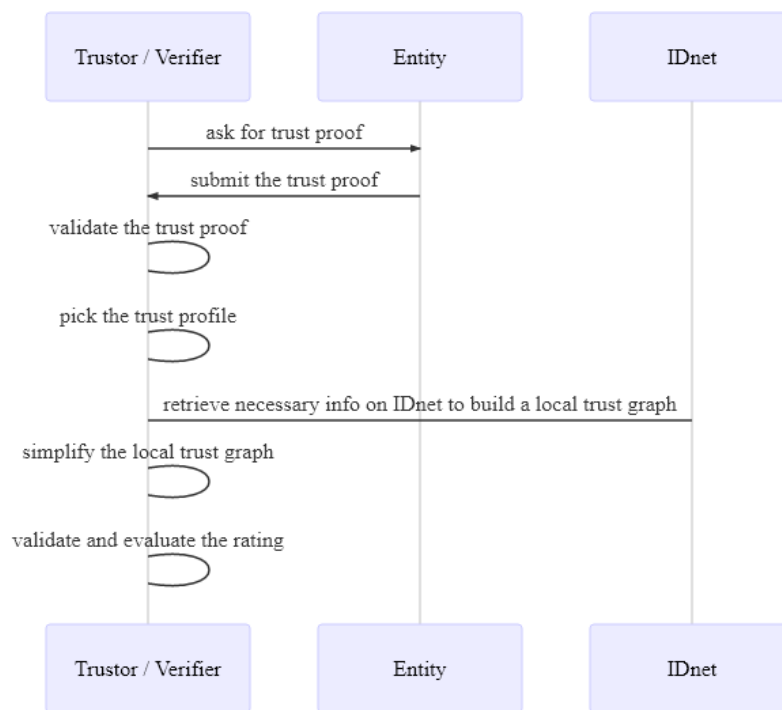 Trustor / Verifier
Entity
IDnet
ask for trust proof
submit the trust proof
validate the trust proof
pick the trust profile
retrieve necessary info on IDnet to build a local trust graph
simplify the local trust graph
validate and evaluate the rating
Trustor / Verifier
Entity
IDnet